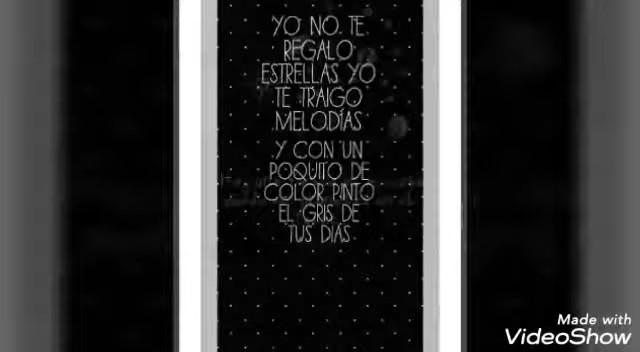 YO NO TE
REGALO
ESTRELLAS YO
TE TRAIGO
MELODÍAS
Y CON UN
POQUITO DE
COLOR PINTO
EL GRIS DE
TUS DIAS
Made with
VideoShow